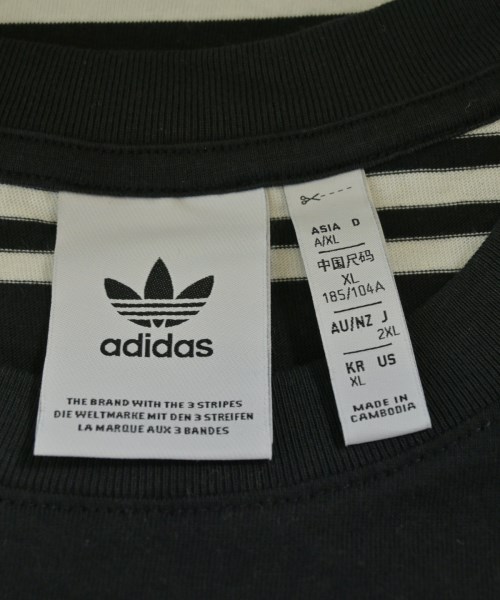 adidas
THE BRAND WITH THE 3 STRIPES
DIE WELTMARKE MIT DEN 3 STREIFEN
LA MARQUE AUX 3 BANDES
ASIA D
A/XL
中国尺码
XL
185/104A
AU/NZ J
2XL
KR US
XL
MADE IN
CAMBODIA